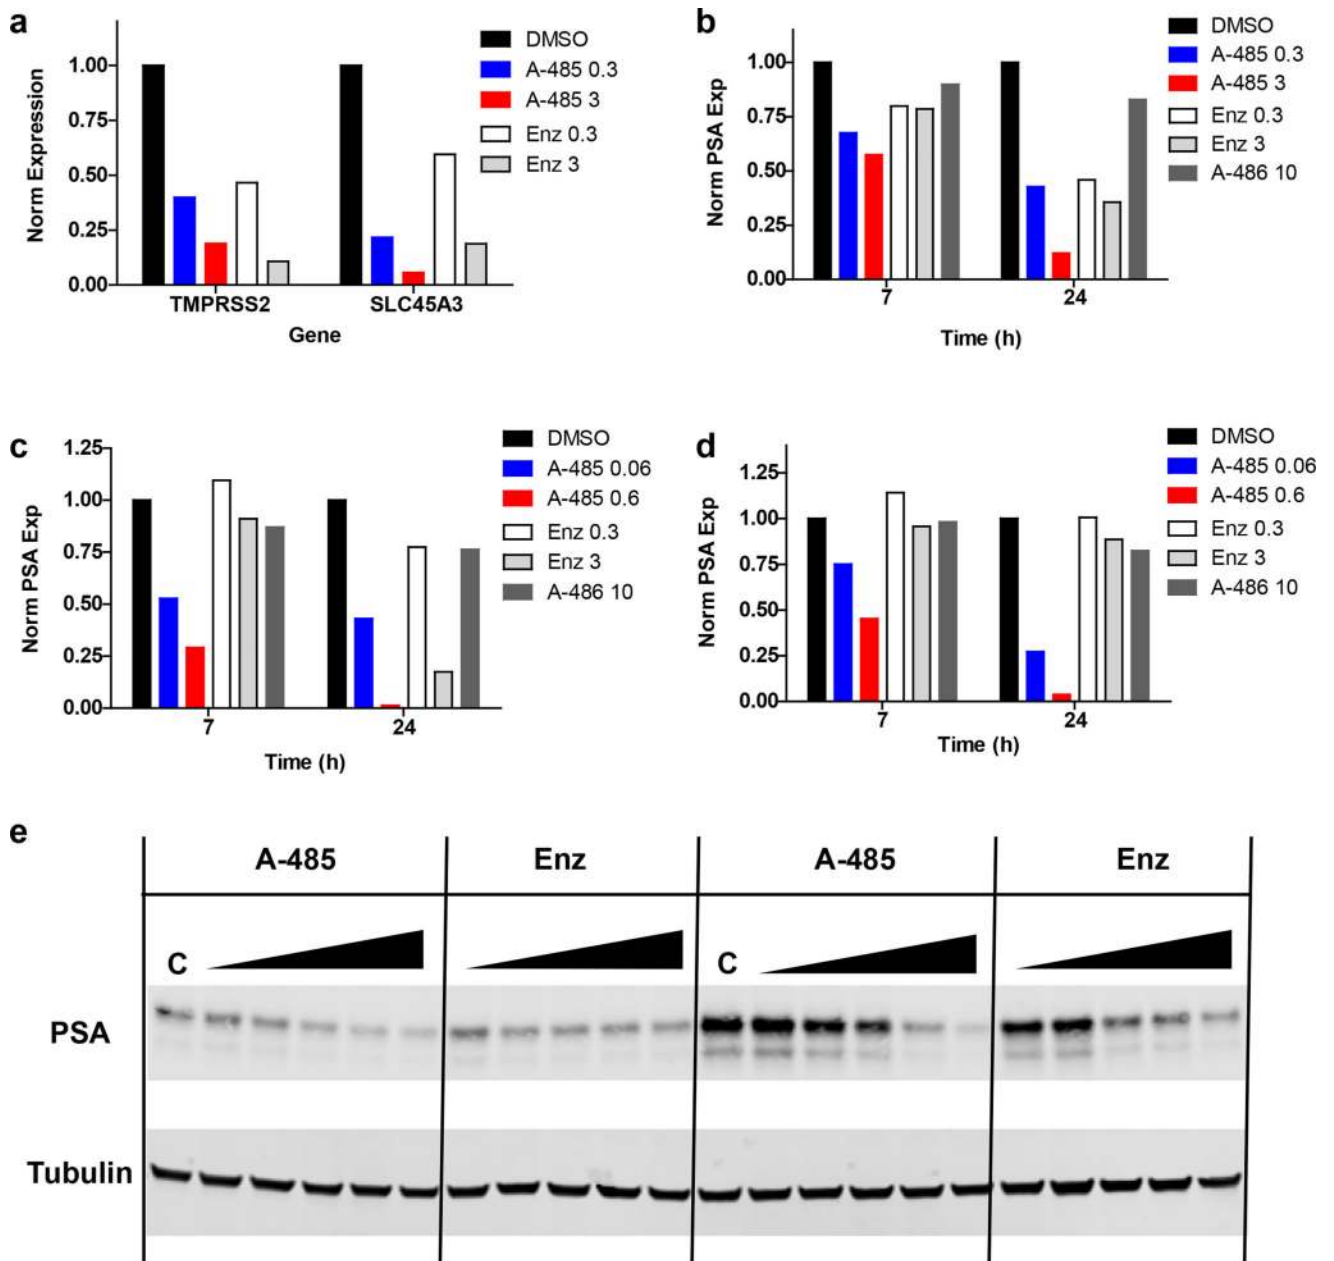 a
Norm Expression
1.00
0.75
0.50
0.25
0.00
TMPRSS2
SLC45A3
Gene
DMSO
A-485 0.3
A-485 3
Enz 0.3
Enz 3
b
Norm PSA Exp
1.00
0.75
0.50
0.25
0.00
7
24
Time (h)
DMSO
A-485 0.3
A-485 3
Enz 0.3
Enz 3
A-486 10
c
Norm PSA Exp
1.25
1.00
0.75
0.50
0.25
0.00
7
24
Time (h)
DMSO
A-485 0.06
A-485 0.6
Enz 0.3
Enz 3
A-486 10
d
Norm PSA Exp
1.25
1.00
0.75
0.50
0.25
0.00
7
24
Time (h)
DMSO
A-485 0.06
A-485 0.6
Enz 0.3
Enz 3
A-486 10
e
A-485 Enz A-485 Enz
C C
PSA
Tubulin